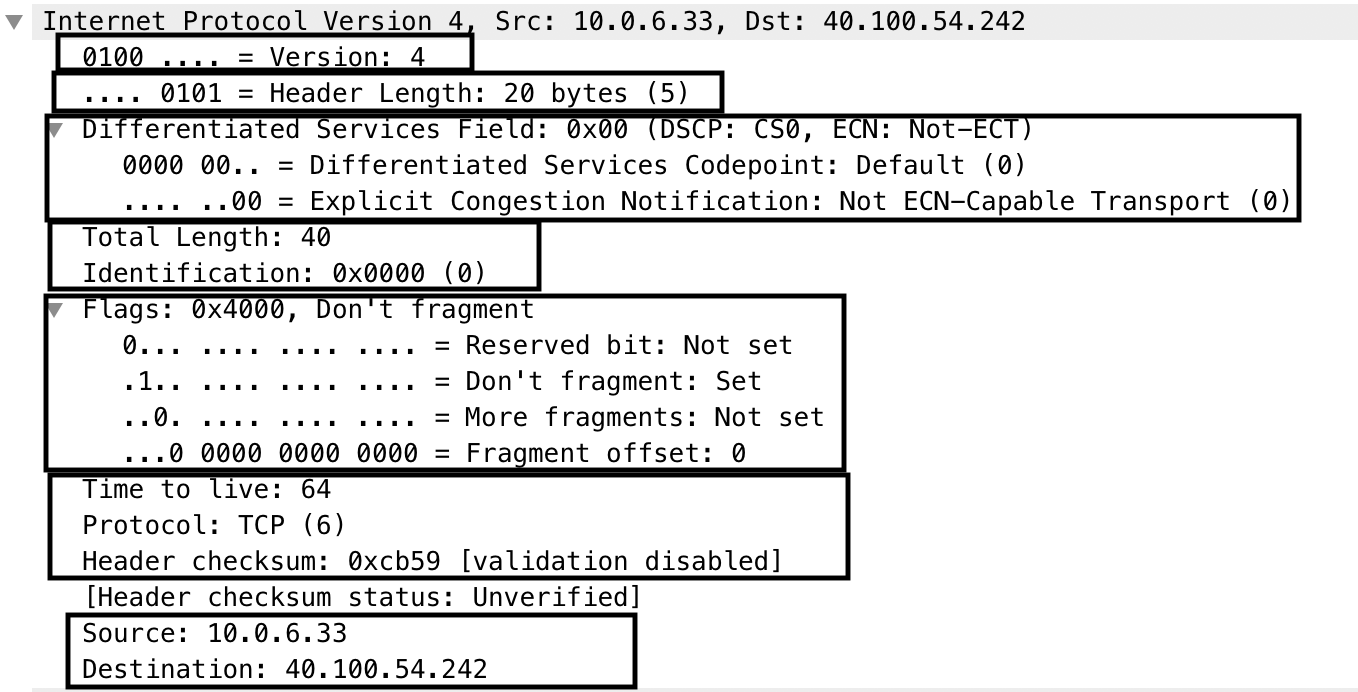 Internet Protocol Version 4, Src: 10.0.6.33, Dst: 40.100.54.242
0100 .... = Version: 4
.... 0101 = Header Length: 20 bytes (5)
Differentiated Services Field: 0x00 (DSCP: CS0, ECN: Not-ECT)
0000 00.. = Differentiated Services Codepoint: Default (0)
.... ..00 = Explicit Congestion Notification: Not ECN-Capable Transport (0)
Total Length: 40
Identification: 0x0000 (0)
Flags: 0x4000, Don't fragment
0... .... .... .... = Reserved bit: Not set
.1.. .... .... .... = Don't fragment: Set
..0. .... .... .... = More fragments: Not set
...0 0000 0000 0000 = Fragment offset: 0
Time to live: 64
Protocol: TCP (6)
Header checksum: 0xcb59 [validation disabled]
[Header checksum status: Unverified]
Source: 10.0.6.33
Destination: 40.100.54.242